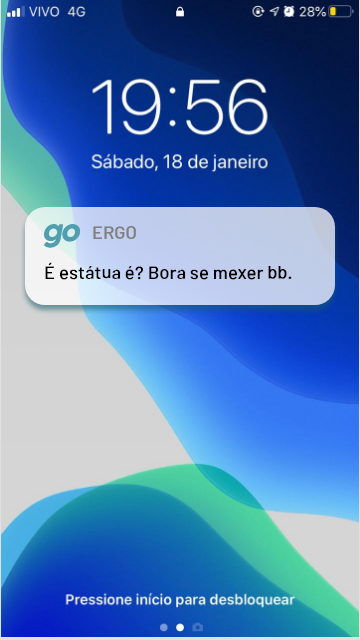 VIVO 4G 28%
19:56
Sábado, 18 de janeiro
go ERGO
É estátua é? Bora se mexer bb.
Pressione início para desbloquear